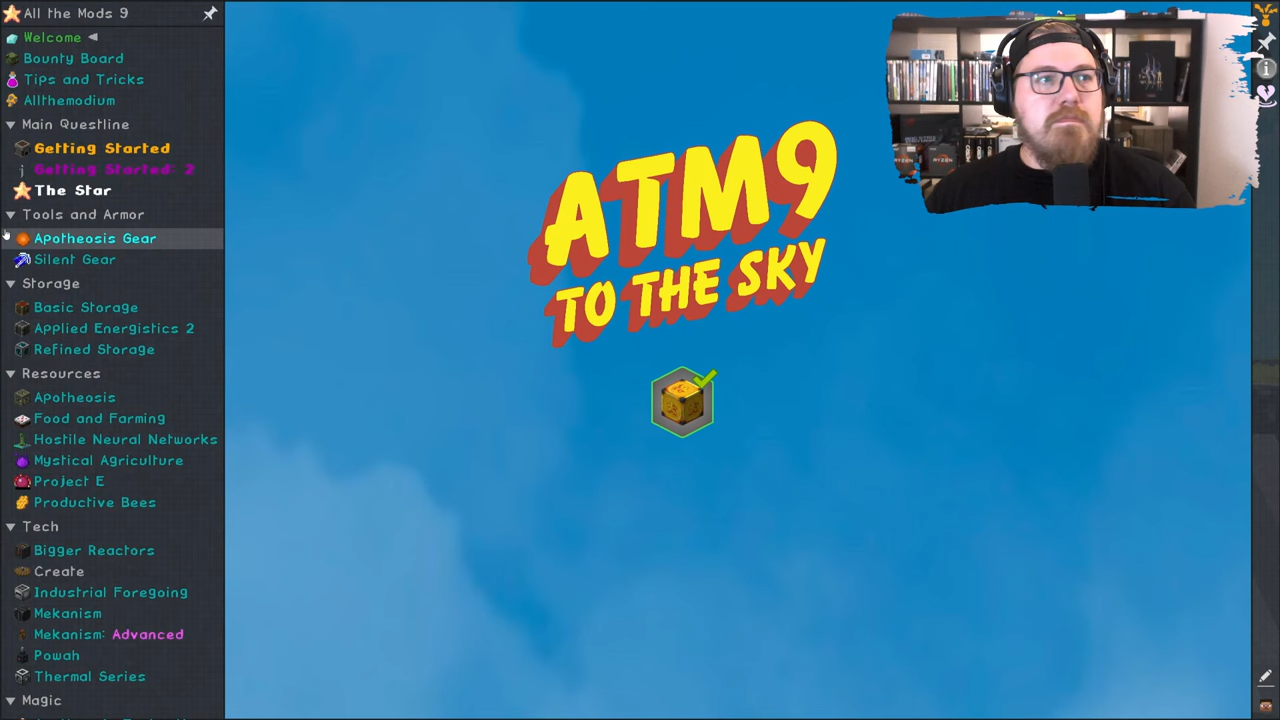 All the Mods 9
Welcome
Bounty Board
Tips and Tricks
Allthemodium
Main Questline
Getting Started
Getting Started: 2
The Star
Tools and Armor
Apotheosis Gear
Silent Gear
Storage
Basic Storage
Applied Energistics 2
Refined Storage
Resources
Apotheosis
Food and Farming
Hostile Neural Networks
Mystical Agriculture
Project E
Productive Bees
Tech
Bigger Reactors
Create
Industrial Foregoing
Mekanism
Mekanism: Advanced
Powah
Thermal Series
Magic
ATM9
TO THE SKY
RYZEN
RYZEN